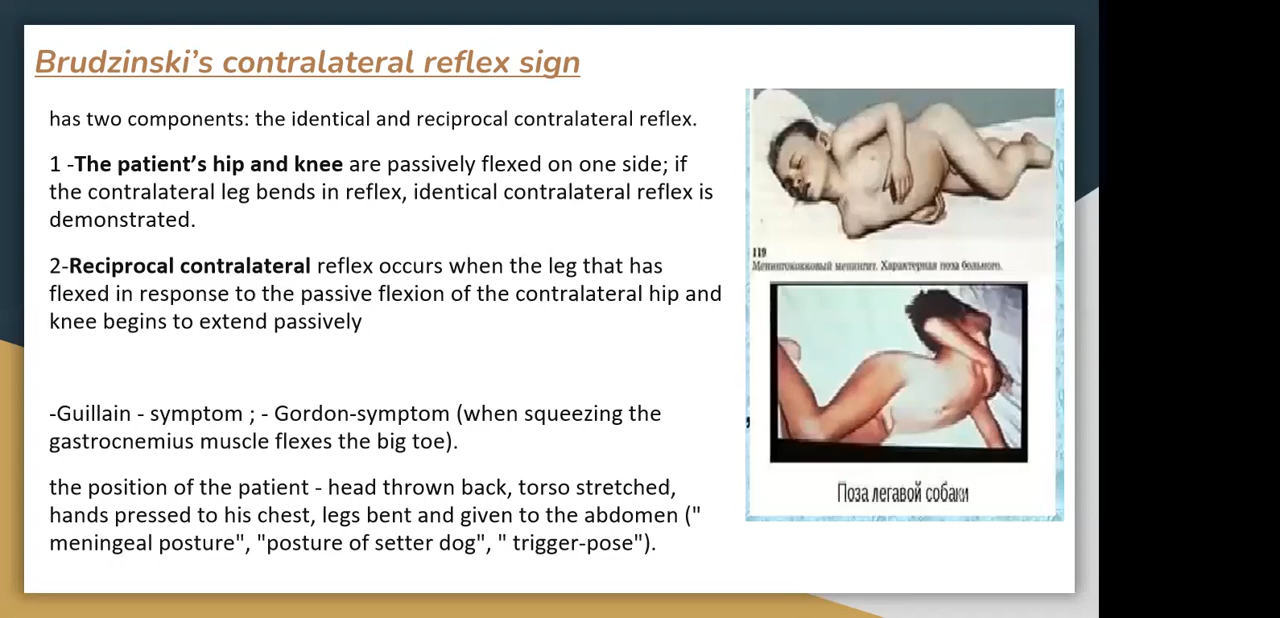 Brudzinski’s contralateral reflex sign
has two components: the identical and reciprocal contralateral reflex.
1 -The patient’s hip and knee are passively flexed on one side; if
the contralateral leg bends in reflex, identical contralateral reflex is
demonstrated.
2-Reciprocal contralateral reflex occurs when the leg that has
flexed in response to the passive flexion of the contralateral hip and
knee begins to extend passively
-Guillain - symptom ; - Gordon-symptom (when squeezing the
gastrocnemius muscle flexes the big toe).
the position of the patient - head thrown back, torso stretched,
hands pressed to his chest, legs bent and given to the abdomen ("
meningeal posture", "posture of setter dog", " trigger-pose").
119
Менингококковый менингит. Характерная поза больного.
Поза легавой собаки